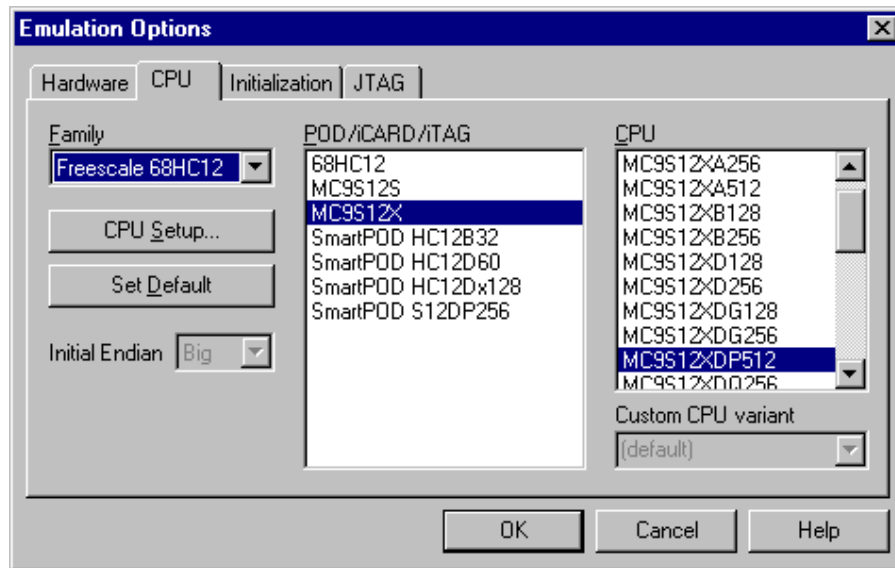 Emulation Options
Hardware CPU Initialization JTAG
Family
Freescale 68HC12
CPU Setup...
Set Default
Initial Endian Big
POD/iCARD/iTAG
68HC12
MC9S12S
MC9S12X
SmartPOD HC12B32
SmartPOD HC12D60
SmartPOD HC12Dx128
SmartPOD S12DP256
CPU
MC9S12XA256
MC9S12XA512
MC9S12XB128
MC9S12XB256
MC9S12XD128
MC9S12XD256
MC9S12XDG128
MC9S12XDG256
MC9S12XDP512
MC9S12XDQ256
Custom CPU variant
(default)
OK Cancel Help